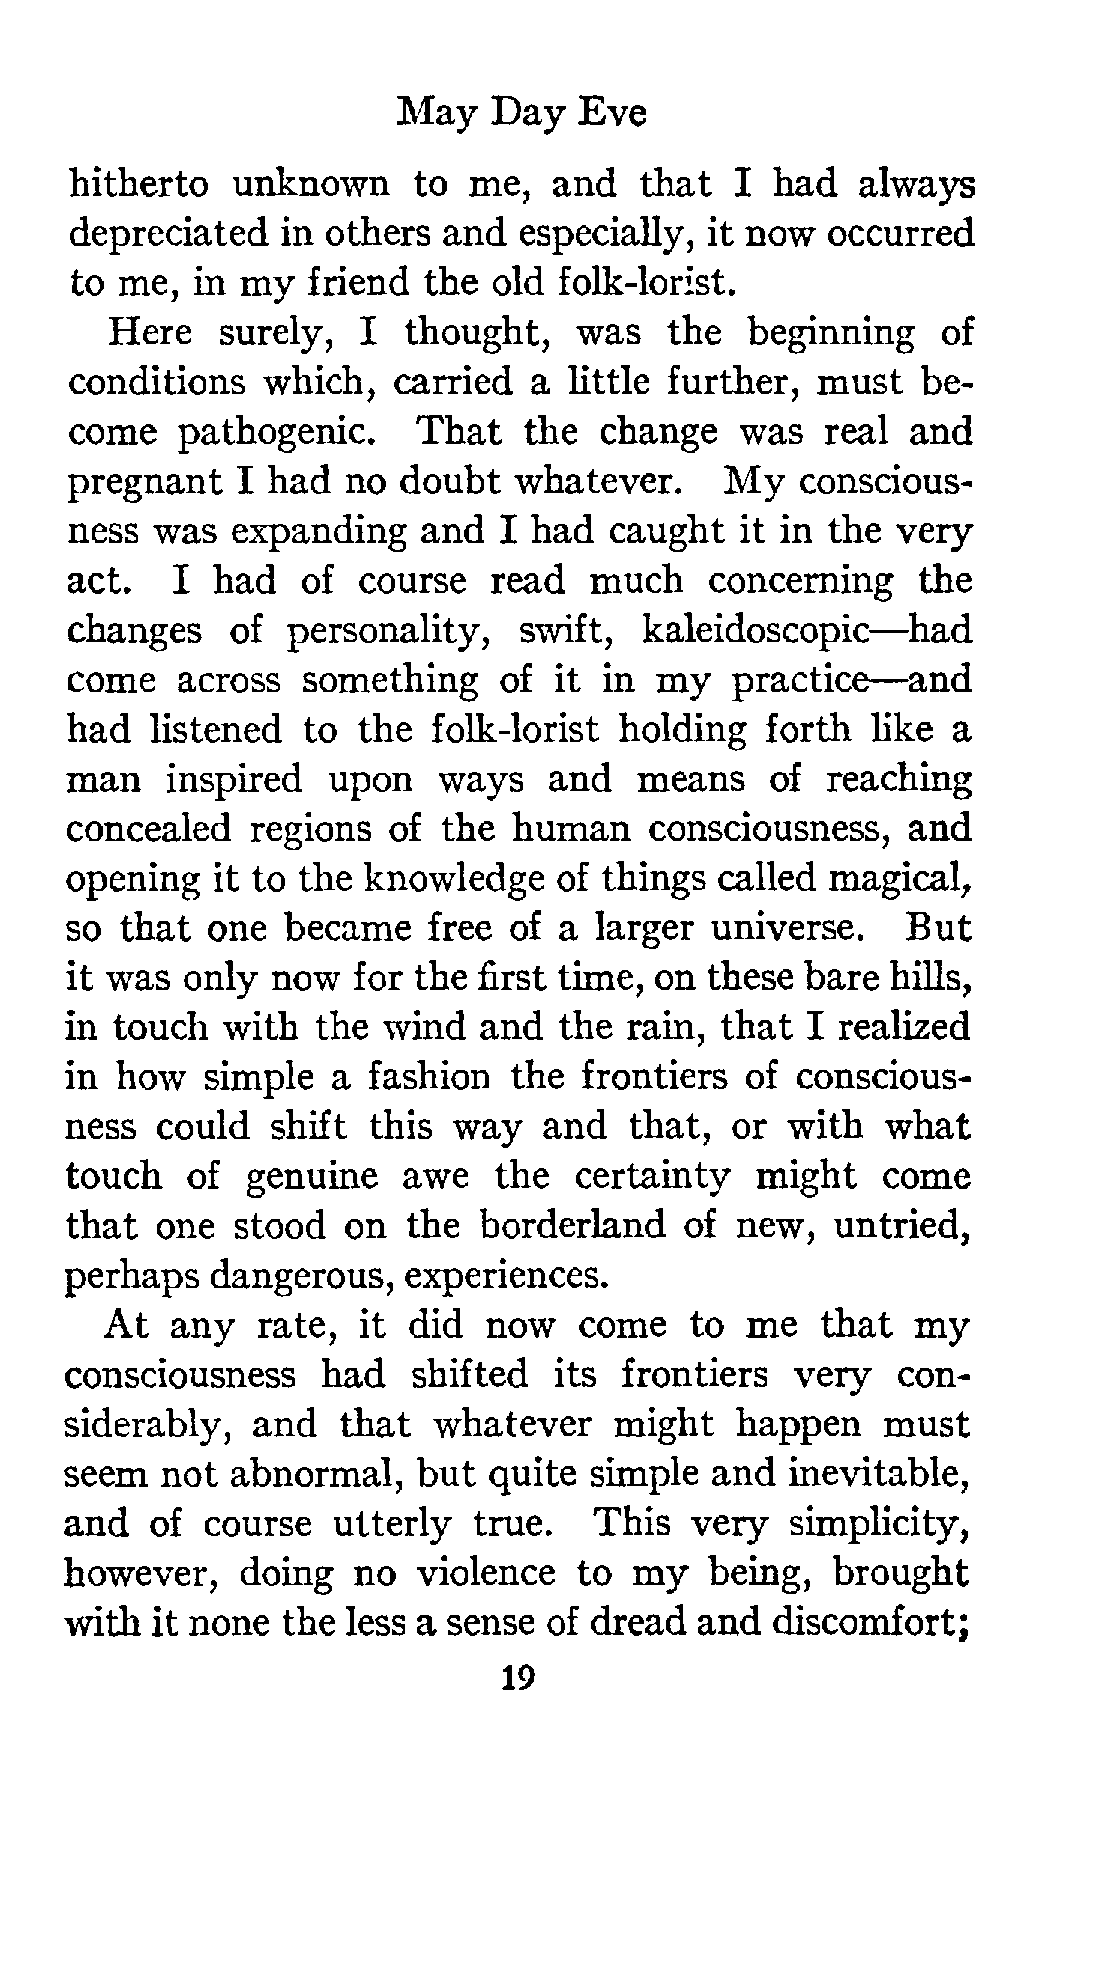 May Day Eve
hitherto unknown to me, and that I had always
depreciated in others and especially, it now occurred
to me, in my friend the old folk-lorist.
Here surely, I thought, was the beginning of
conditions which, carried a little further, must be-
come pathogenic. That the change was real and
pregnant I had no doubt whatever. My conscious-
ness was expanding and I had caught it in the very
act. I had of course read much concerning the
changes of personality, swift, kaleidoscopic—had
come across something of it in my practice—and
had listened to the folk-lorist holding forth like a
man inspired upon ways and means of reaching
concealed regions of the human consciousness, and
opening it to the knowledge of things called magical,
so that one became free of a larger universe. But
it was only now for the first time, on these bare hills,
in touch with the wind and the rain, that I realized
in how simple a fashion the frontiers of conscious-
ness could shift this way and that, or with what
touch of genuine awe the certainty might come
that one stood on the borderland of new, untried,
perhaps dangerous, experiences.
At any rate, it did now come to me that my
consciousness had shifted its frontiers very con-
siderably, and that whatever might happen must
seem not abnormal, but quite simple and inevitable,
and of course utterly true. This very simplicity,
however, doing no violence to my being, brought
with it none the less a sense of dread and discomfort;
19